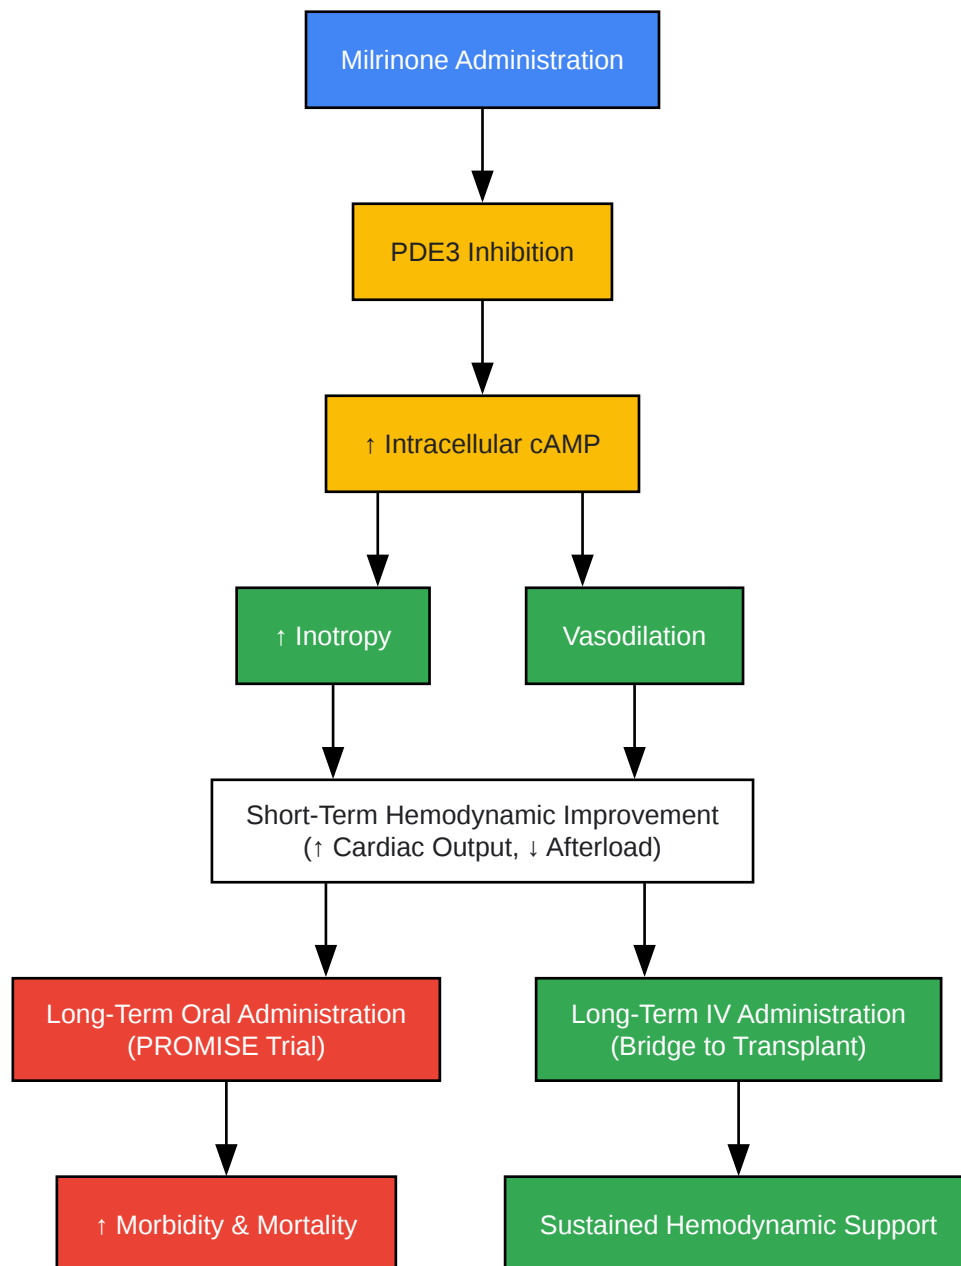 Milrinone Administration
PDE3 Inhibition
↑ Intracellular cAMP
↑ Inotropy
Vasodilation
Short-Term Hemodynamic Improvement
(↑ Cardiac Output, ↓ Afterload)
Long-Term Oral Administration
(PROMISE Trial)
Long-Term IV Administration
(Bridge to Transplant)
↑ Morbidity & Mortality
Sustained Hemodynamic Support